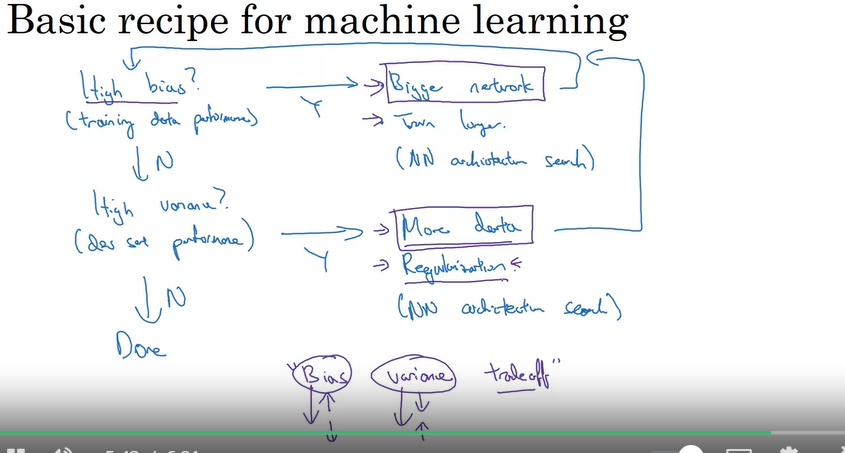 Basic recipe for machine learning
High bias?
(training data performance)
Y
Bigger network
Train longer.
(NN architecture search)
N
High variance?
(dev set performance)
Y
More data
Regularization
(NN architecture search)
N
Done
"Bias variance tradeoff"